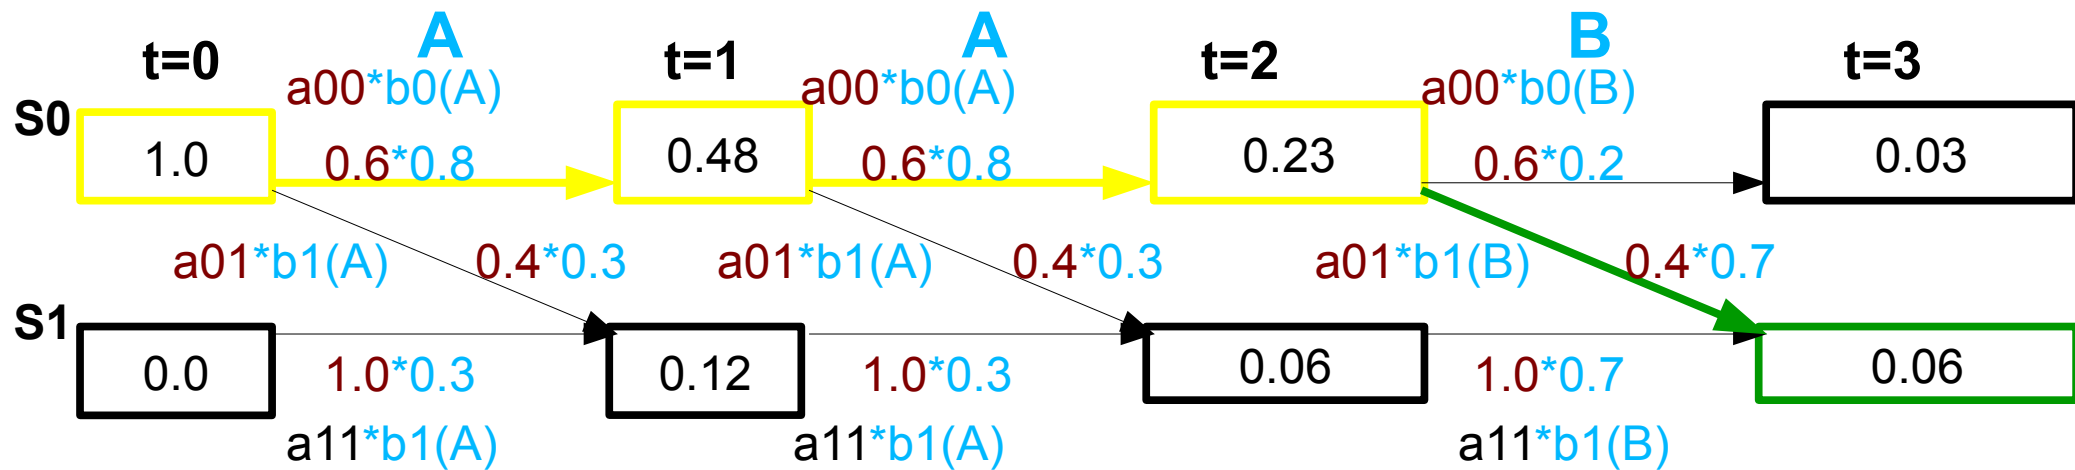 A A B
t=0 t=1 t=2 t=3
a00*b0(A) a00*b0(A) a00*b0(B)
S0
1.0 0.6*0.8 0.48 0.6*0.8 0.23 0.6*0.2 0.03
a01*b1(A) 0.4*0.3 a01*b1(A) 0.4*0.3 a01*b1(B) 0.4*0.7
S1
0.0 1.0*0.3 0.12 1.0*0.3 0.06 1.0*0.7 0.06
a11*b1(A) a11*b1(A) a11*b1(B)